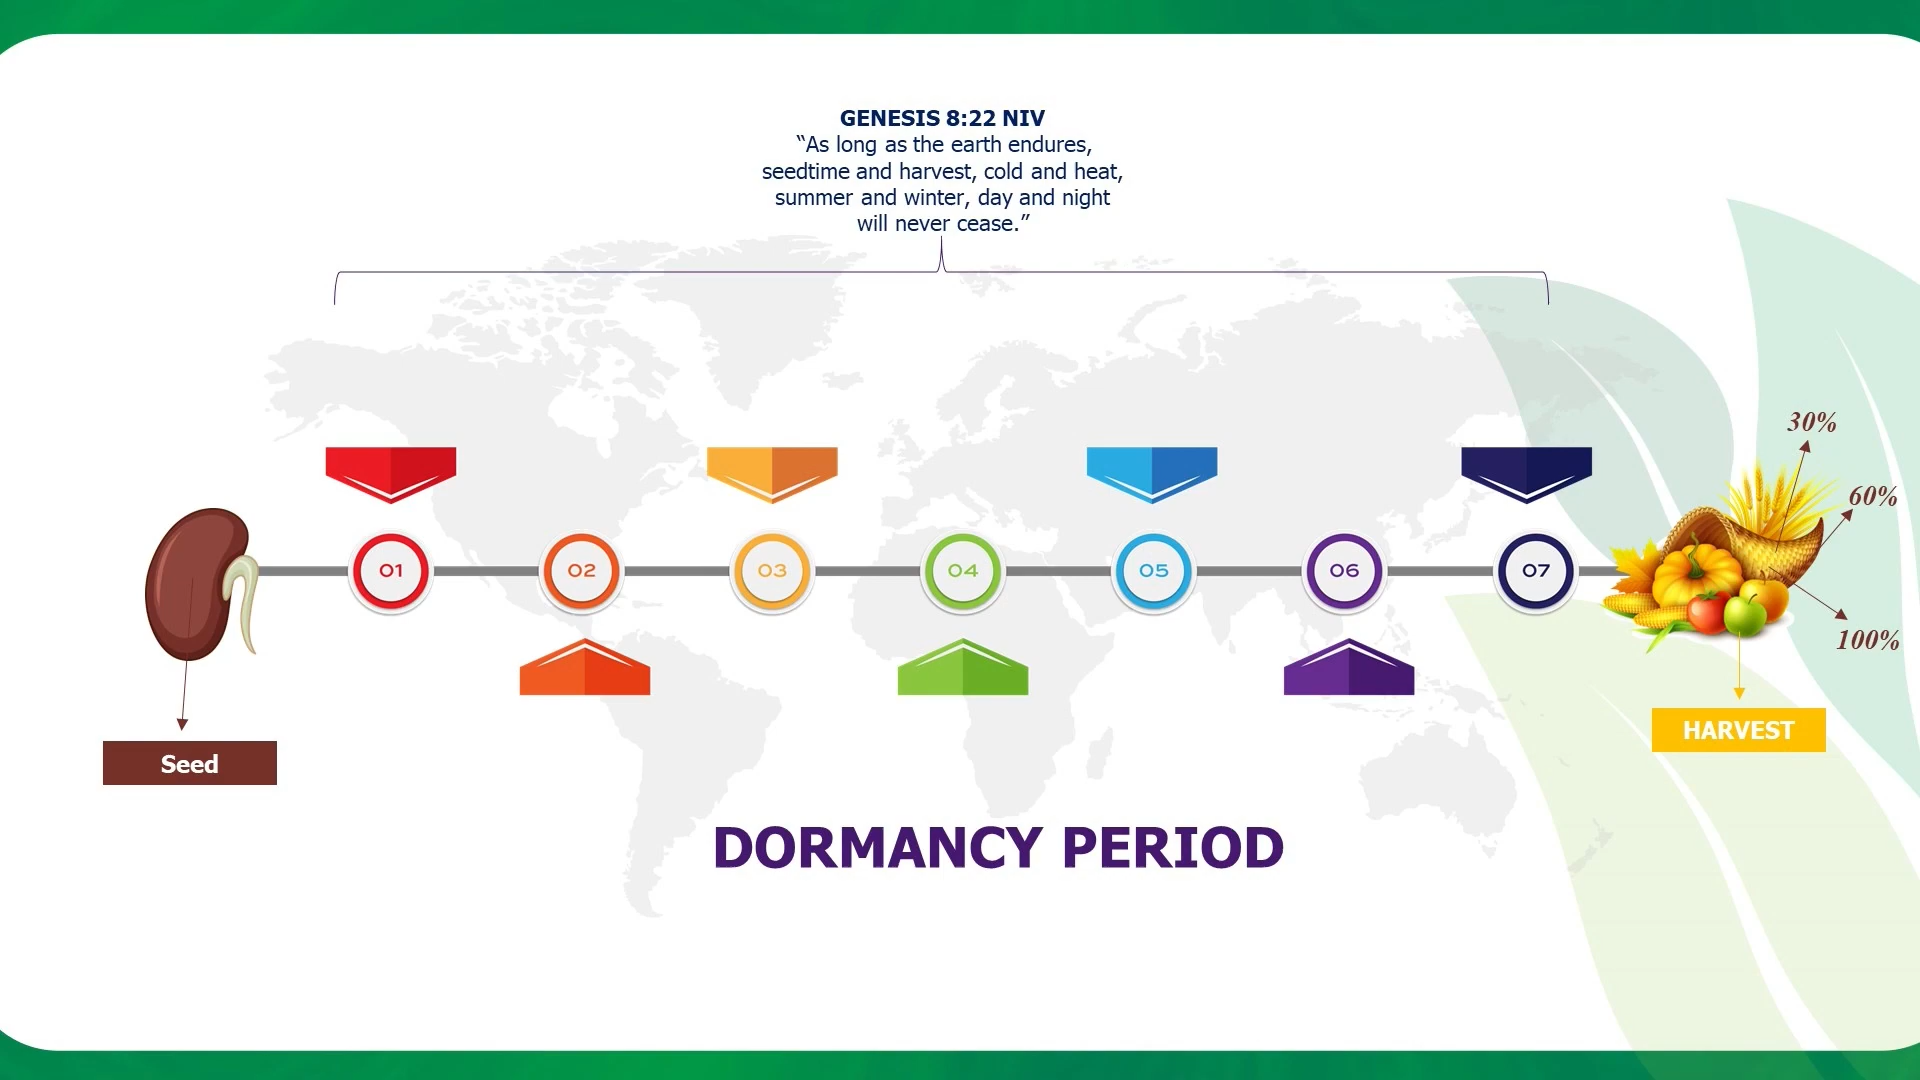 GENESIS 8:22 NIV
“As long as the earth endures,
seedtime and harvest, cold and heat,
summer and winter, day and night
will never cease.”
30%
60%
01
02
03
04
05
06
07
100%
HARVEST
Seed
DORMANCY PERIOD